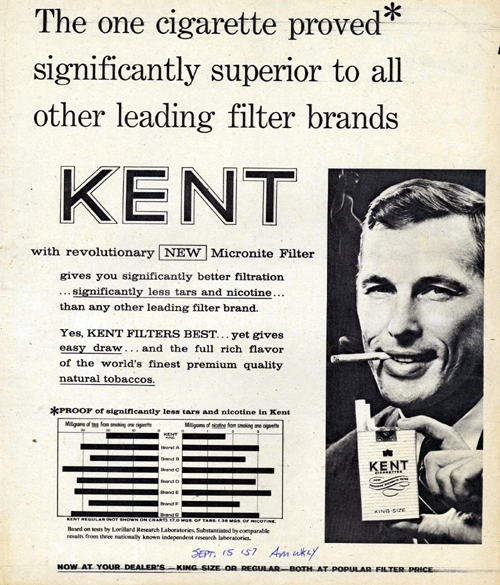 The one cigarette proved*
significantly superior to all
other leading filter brands
KENT
with revolutionary NEW Micronite Filter
gives you significantly better filtration
...significantly less tars and nicotine...
than any other leading filter brand.
Yes, KENT FILTERS BEST... yet gives
easy draw... and the full rich flavor
of the world's finest premium quality
natural tobaccos.
*PROOF of significantly less tars and nicotine in Kent
Milligrams of tars from smoking one cigarette
Milligrams of nicotine from smoking one cigarette
KENT
KING
Brand A
Brand B
Brand C
Brand D
Brand E
Brand F
Brand G
KENT REGULAR (NOT SHOWN ON CHART) 17.0 MGS. OF TARS. 1.38 MGS. OF NICOTINE.
Based on tests by Lorillard Research Laboratories. Substantiated by comparable
results from three nationally known independent research laboratories.
KENT
CIGARETTES
KING SIZE
SEPT. 15 '57 Am WKLY
NOW AT YOUR DEALER'S—KING SIZE OR REGULAR—BOTH AT POPULAR FILTER PRICE